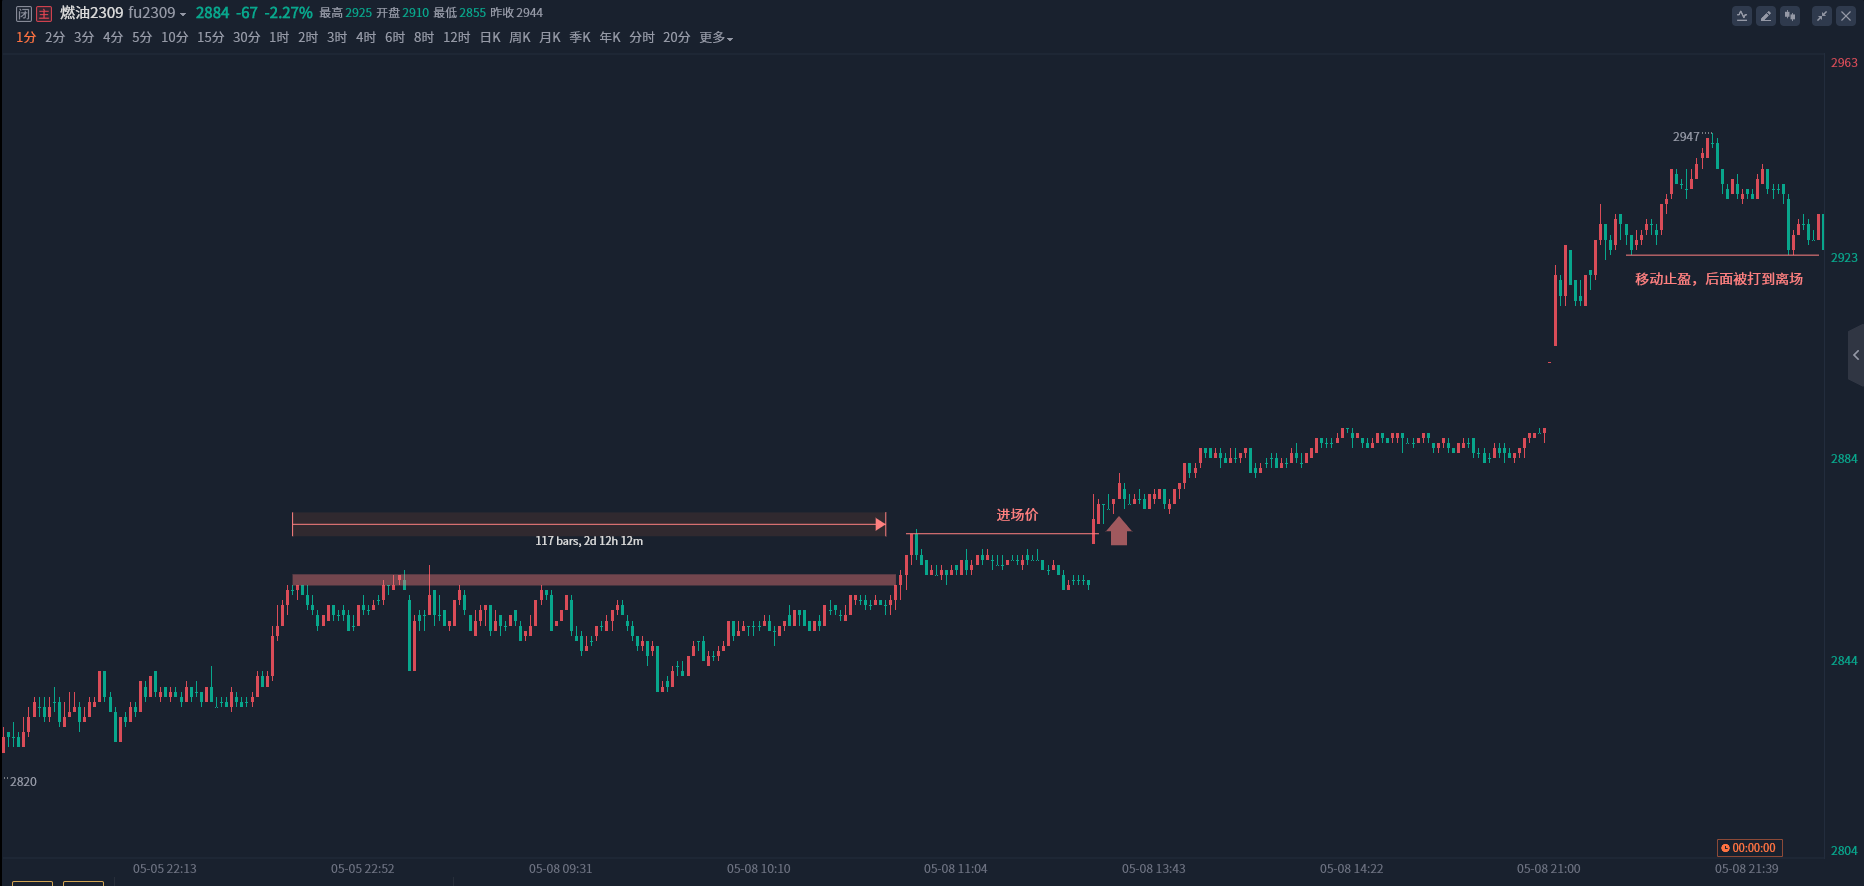 闭 主 燃油2309 fu2309 2884 -67 -2.27% 最高 2925 开盘 2910 最低 2855 昨收 2944
1分 2分 3分 4分 5分 10分 15分 30分 1时 2时 3时 4时 6时 8时 12时 日K 周K 月K 季K 年K 分时 20分 更多
2963
2947
2923
移动止盈，后面被打到离场
2884
进场价
117 bars, 2d 12h 12m
2844
2820
00:00:00
2804
05-05 22:13 05-05 22:52 05-08 09:31 05-08 10:10 05-08 11:04 05-08 13:43 05-08 14:22 05-08 21:00 05-08 21:39